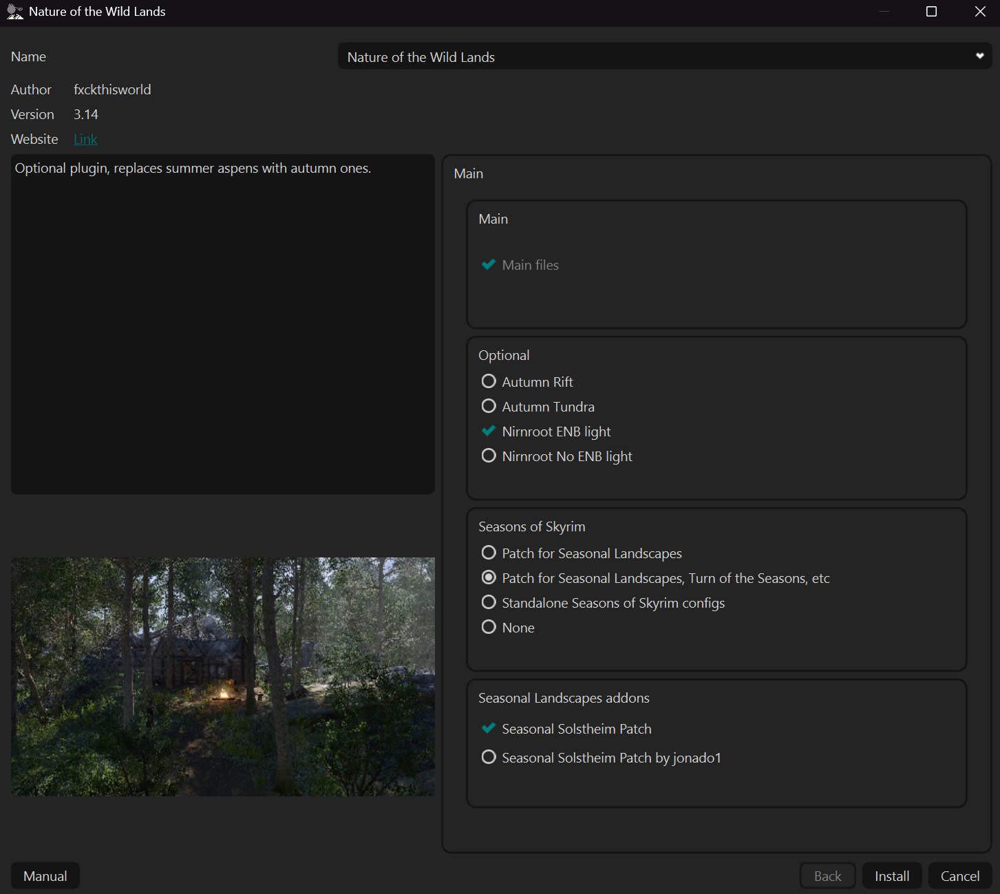 Nature of the Wild Lands
Name
Nature of the Wild Lands
Author fxckthisworld
Version 3.14
Website Link
Optional plugin, replaces summer aspens with autumn ones.
Main
Main
Main files
Optional
Autumn Rift
Autumn Tundra
Nirnroot ENB light
Nirnroot No ENB light
Seasons of Skyrim
Patch for Seasonal Landscapes
Patch for Seasonal Landscapes, Turn of the Seasons, etc
Standalone Seasons of Skyrim configs
None
Seasonal Landscapes addons
Seasonal Solstheim Patch
Seasonal Solstheim Patch by jonado1
Manual
Back
Install
Cancel